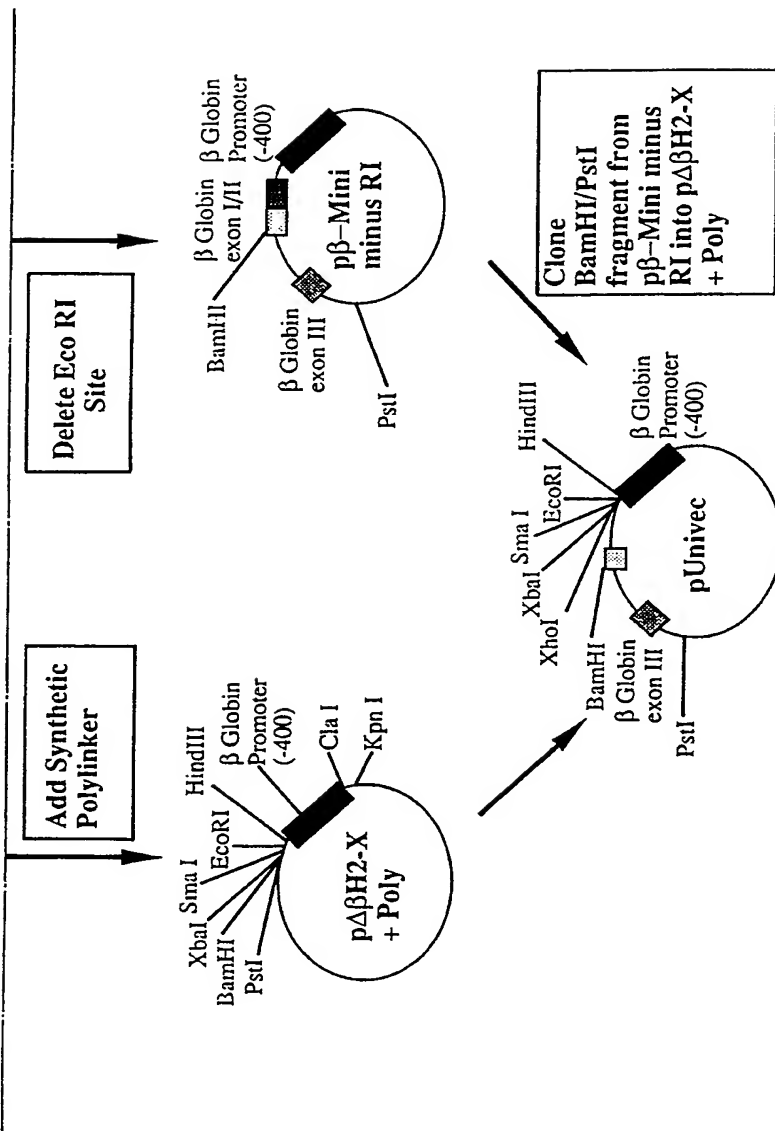 Add Synthetic
Polylinker
Delete Eco RI
Site
HindIII
EcoRI
Sma I
XbaI
BamHI
PstI
β Globin
Promoter
(-400)
Cla I
Kpn I
pΔβH2-X
+ Poly
BamHI
β Globin
exon I/II
β Globin
Promoter
(-400)
β Globin
exon III
PstI
pβ–Mini
minus RI
Clone
BamHI/PstI
fragment from
pβ–Mini minus
RI into pΔβH2-X
+ Poly
HindIII
EcoRI
Sma I
XbaI
XhoI
BamHI
β Globin
exon III
PstI
β Globin
Promoter
(-400)
pUnivec